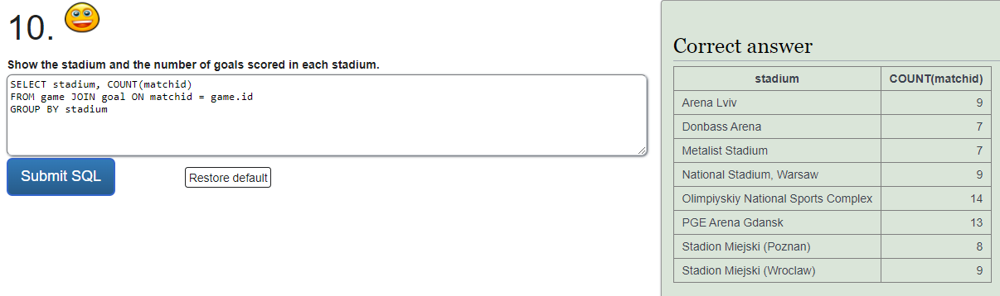 10.
Show the stadium and the number of goals scored in each stadium.
SELECT stadium, COUNT(matchid)
FROM game JOIN goal ON matchid = game.id
GROUP BY stadium
Submit SQL
Restore default
Correct answer
stadium COUNT(matchid)
Arena Lviv 9
Donbass Arena 7
Metalist Stadium 7
National Stadium, Warsaw 9
Olimpiyskiy National Sports Complex 14
PGE Arena Gdansk 13
Stadion Miejski (Poznan) 8
Stadion Miejski (Wroclaw) 9